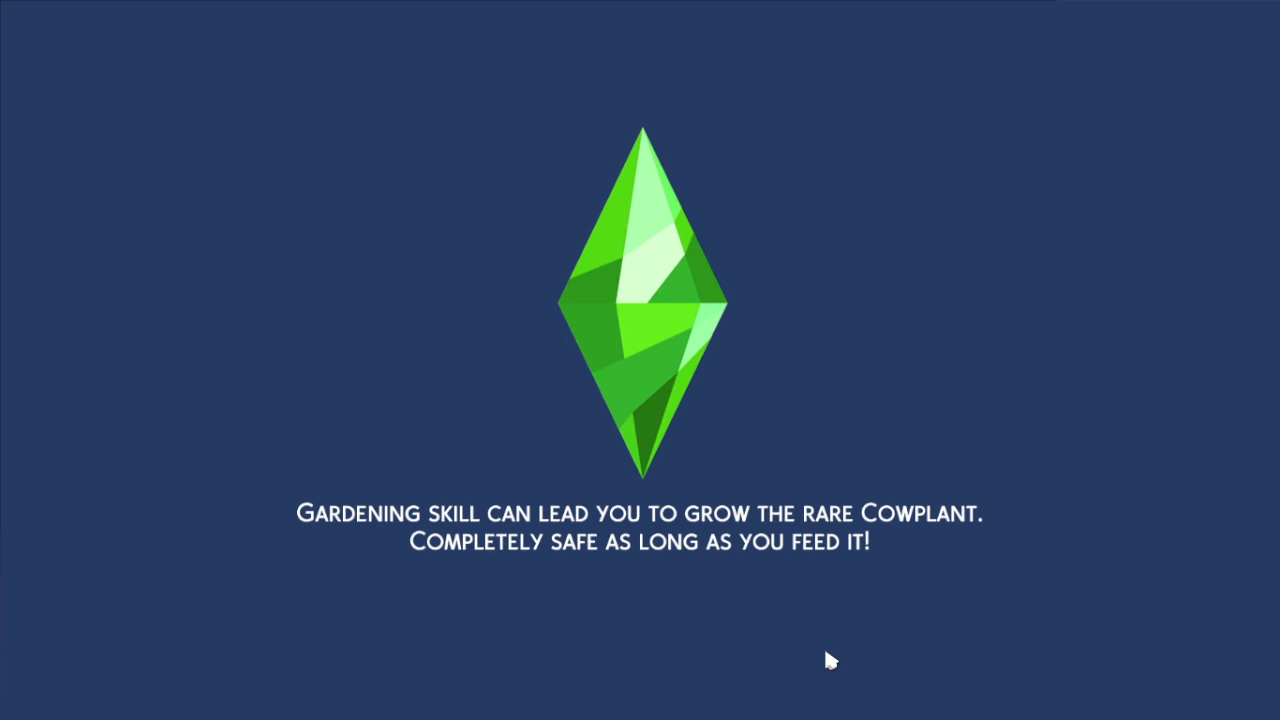 Gardening skill can lead you to grow the rare Cowplant.
Completely safe as long as you feed it!